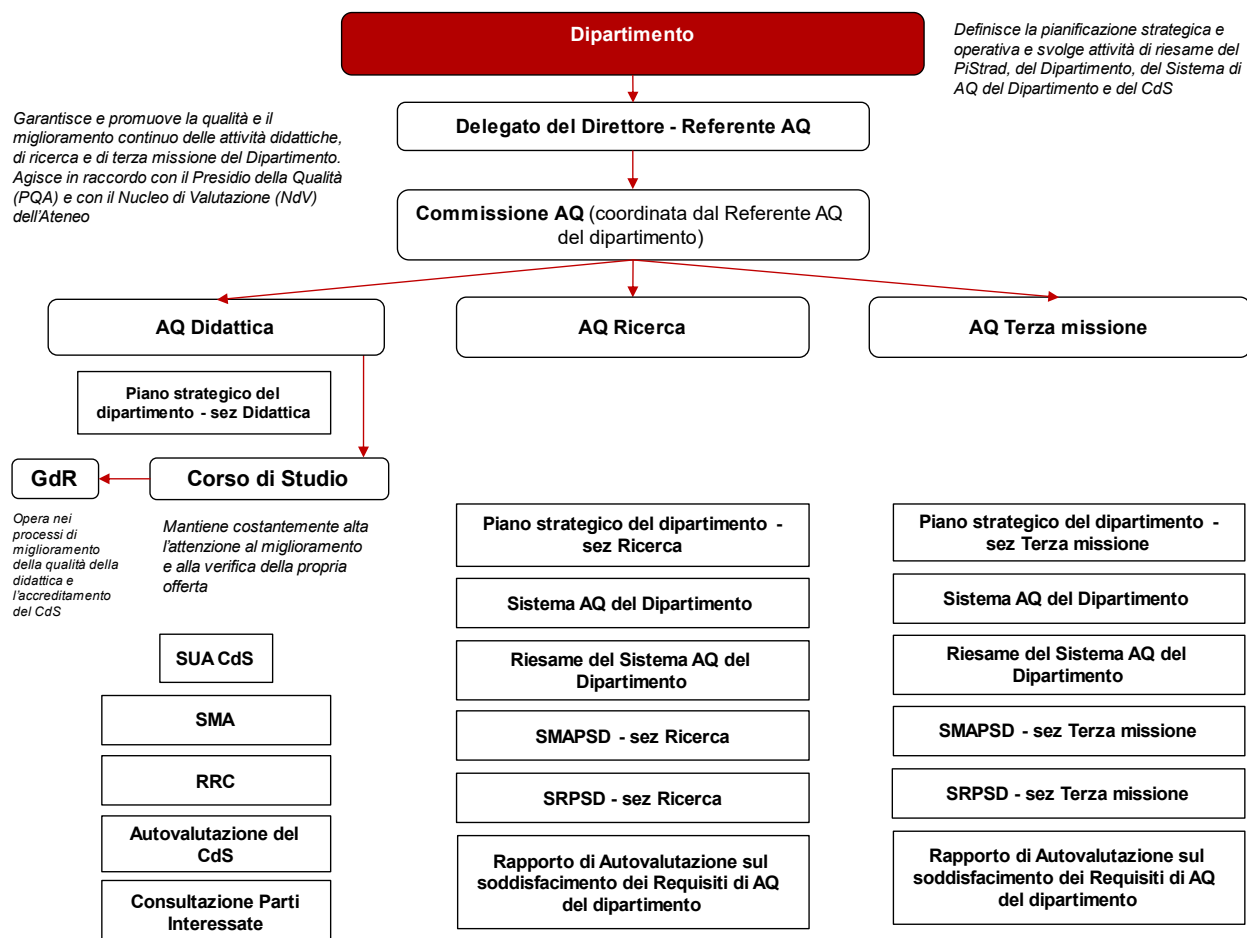 Dipartimento
Definisce la pianificazione strategica e
operativa e svolge attività di riesame del
PiStrad, del Dipartimento, del Sistema di
AQ del Dipartimento e del CdS
Garantisce e promuove la qualità e il
miglioramento continuo delle attività didattiche,
di ricerca e di terza missione del Dipartimento.
Agisce in raccordo con il Presidio della Qualità
(PQA) e con il Nucleo di Valutazione (NdV)
dell'Ateneo
Delegato del Direttore - Referente AQ
Commissione AQ (coordinata dal Referente AQ
del dipartimento)
AQ Didattica
AQ Ricerca
AQ Terza missione
Piano strategico del
dipartimento - sez Didattica
GdR
Corso di Studio
Opera nei
processi di
miglioramento
della qualità della
didattica e
l'accreditamento
del CdS
Mantiene costantemente alta
l'attenzione al miglioramento
e alla verifica della propria
offerta
SUA CdS
SMA
RRC
Autovalutazione del
CdS
Consultazione Parti
Interessate
Piano strategico del dipartimento -
sez Ricerca
Sistema AQ del Dipartimento
Riesame del Sistema AQ del
Dipartimento
SMAPSD - sez Ricerca
SRPSD - sez Ricerca
Rapporto di Autovalutazione sul
soddisfacimento dei Requisiti di AQ
del dipartimento
Piano strategico del dipartimento -
sez Terza missione
Sistema AQ del Dipartimento
Riesame del Sistema AQ del
Dipartimento
SMAPSD - sez Terza missione
SRPSD - sez Terza missione
Rapporto di Autovalutazione sul
soddisfacimento dei Requisiti di AQ
del dipartimento